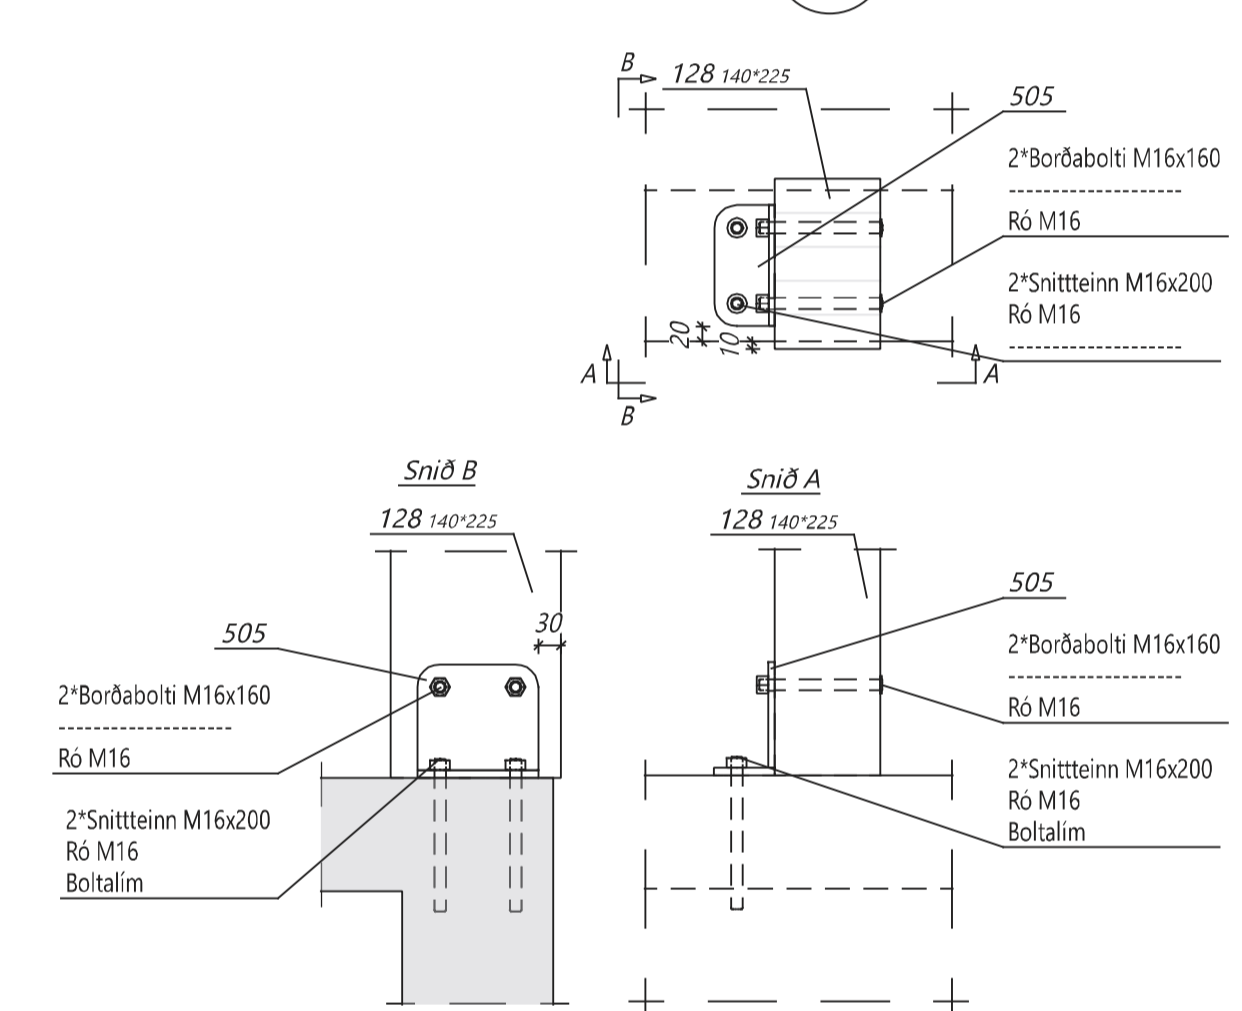 B
128 140*225
505
2*Borðabolti M16x160
---------------------
Ró M16
2*Snittteinn M16x200
Ró M16
---------------------
20
10
A
A
B
Snið B
128 140*225
30
505
2*Borðabolti M16x160
---------------------
Ró M16
2*Snittteinn M16x200
Ró M16
Boltalím
Snið A
128 140*225
505
2*Borðabolti M16x160
---------------------
Ró M16
2*Snittteinn M16x200
Ró M16
Boltalím